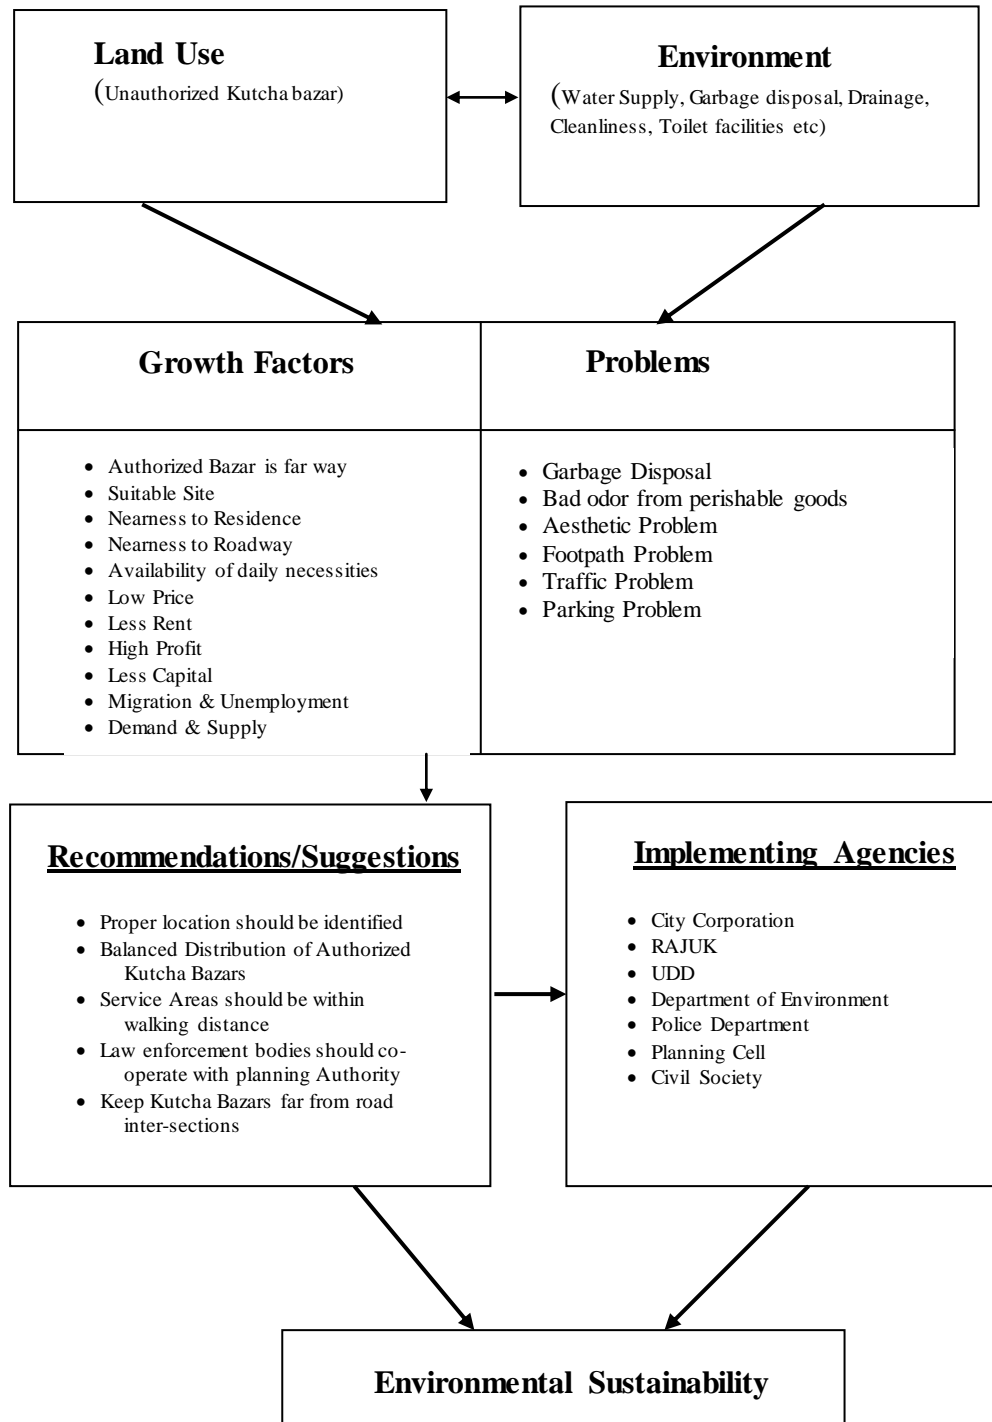 Land Use
(Unauthorized Kutcha bazar)
Environment
(Water Supply, Garbage disposal, Drainage,
Cleanliness, Toilet facilities etc)
Growth Factors
Problems
• Authorized Bazar is far way
• Suitable Site
• Nearness to Residence
• Nearness to Roadway
• Availability of daily necessities
• Low Price
• Less Rent
• High Profit
• Less Capital
• Migration & Unemployment
• Demand & Supply
• Garbage Disposal
• Bad odor from perishable goods
• Aesthetic Problem
• Footpath Problem
• Traffic Problem
• Parking Problem
Recommendations/Suggestions
• Proper location should be identified
• Balanced Distribution of Authorized
Kutcha Bazars
• Service Areas should be within
walking distance
• Law enforcement bodies should co-
operate with planning Authority
• Keep Kutcha Bazars far from road
inter-sections
Implementing Agencies
• City Corporation
• RAJUK
• UDD
• Department of Environment
• Police Department
• Planning Cell
• Civil Society
Environmental Sustainability